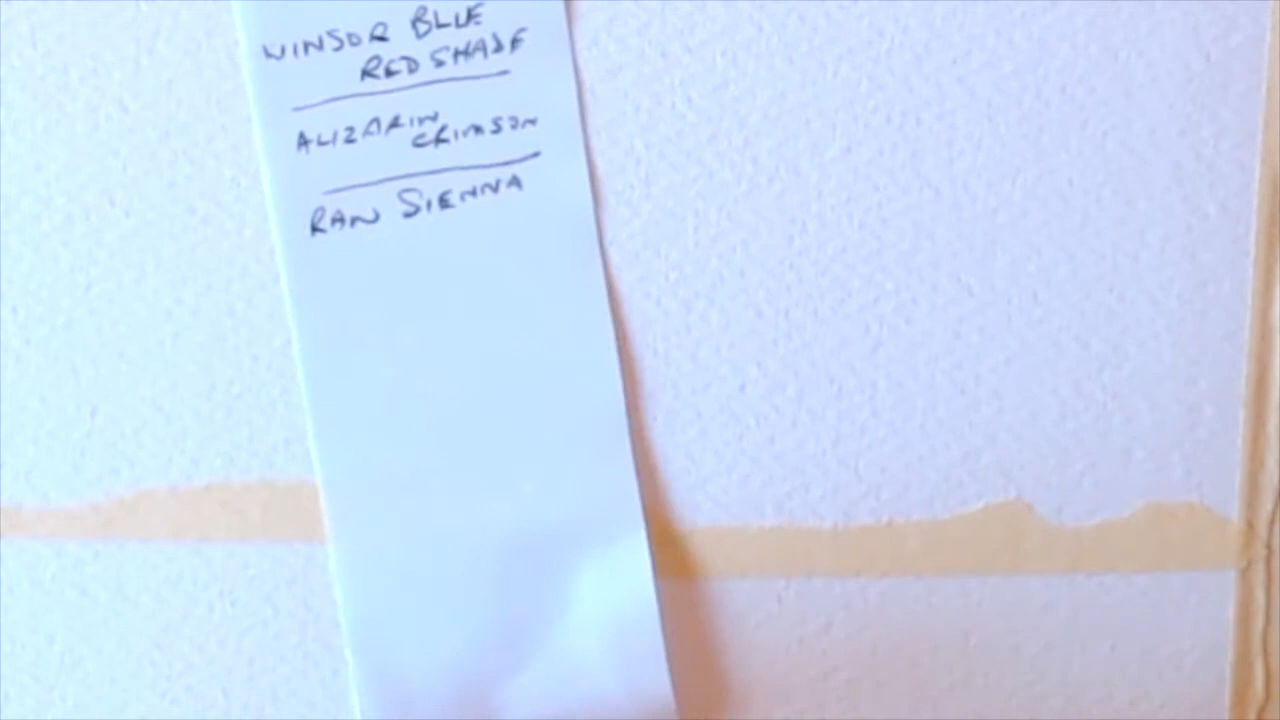 WINSOR BLUE
RED SHADE
ALIZARIN
CRIMSON
RAW SIENNA